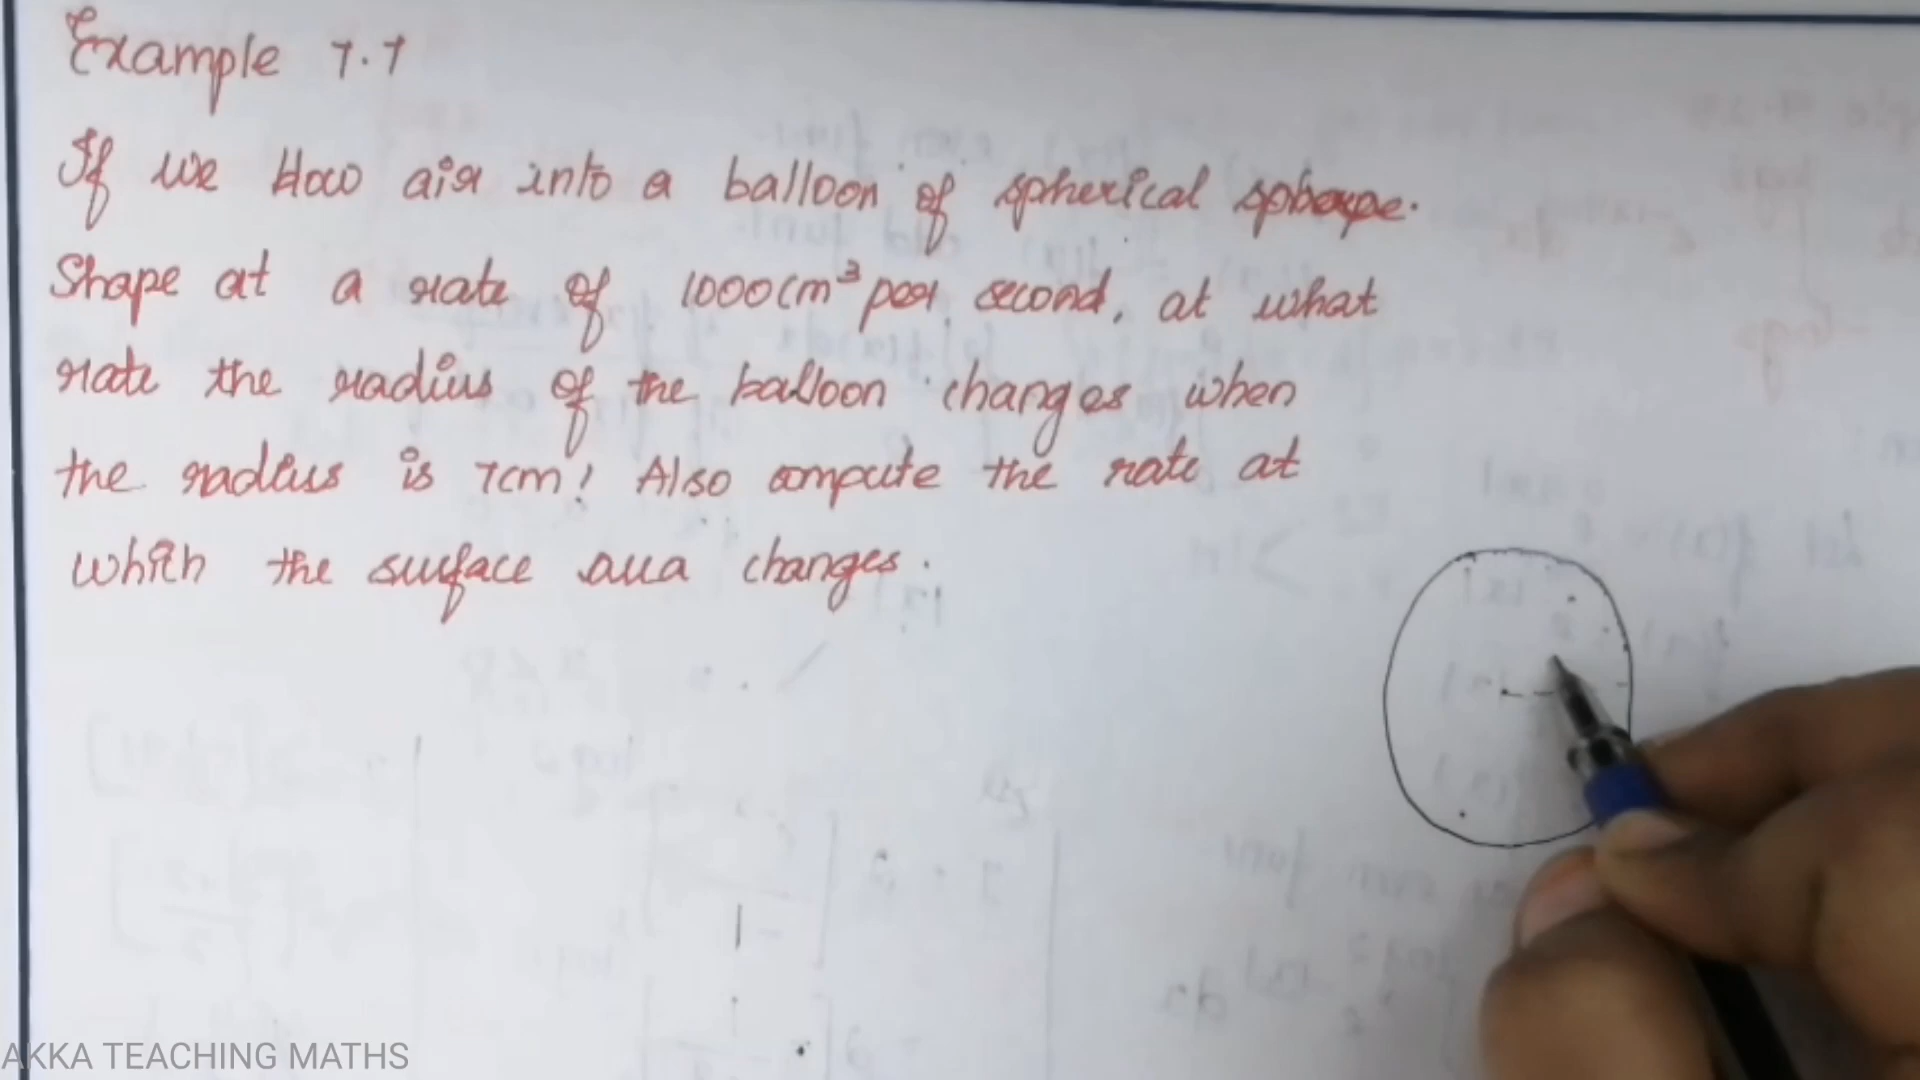 Example 7.7
If we blow air into a balloon of spherical
Shape at a rate of 1000cm³ per second, at what
rate the radius of the balloon changes when
the radius is 7cm? Also compute the rate at
which the surface area changes.
AKKA TEACHING MATHS